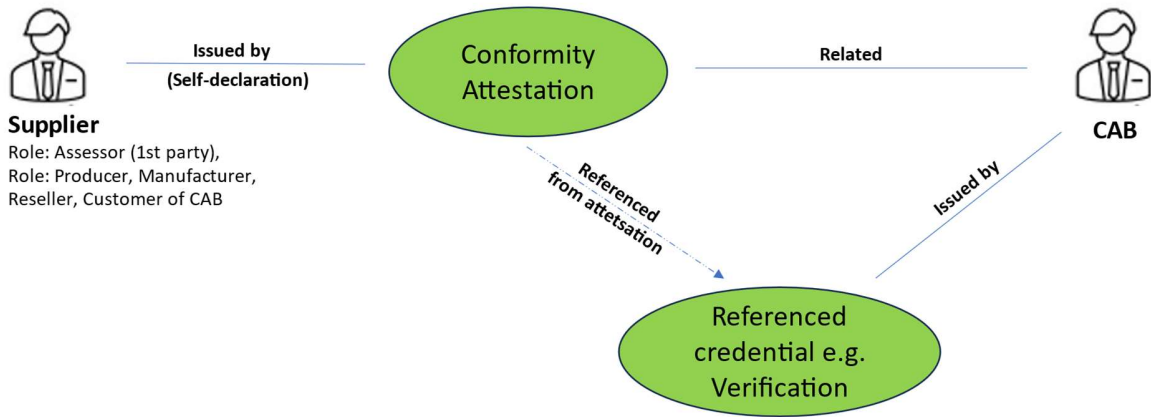 Issued by
(Self-declaration)
Conformity
Attestation
Related
Supplier
Role: Assessor (1st party),
Role: Producer, Manufacturer,
Reseller, Customer of CAB
CAB
Referenced
from attetsation
Issued by
Referenced
credential e.g.
Verification